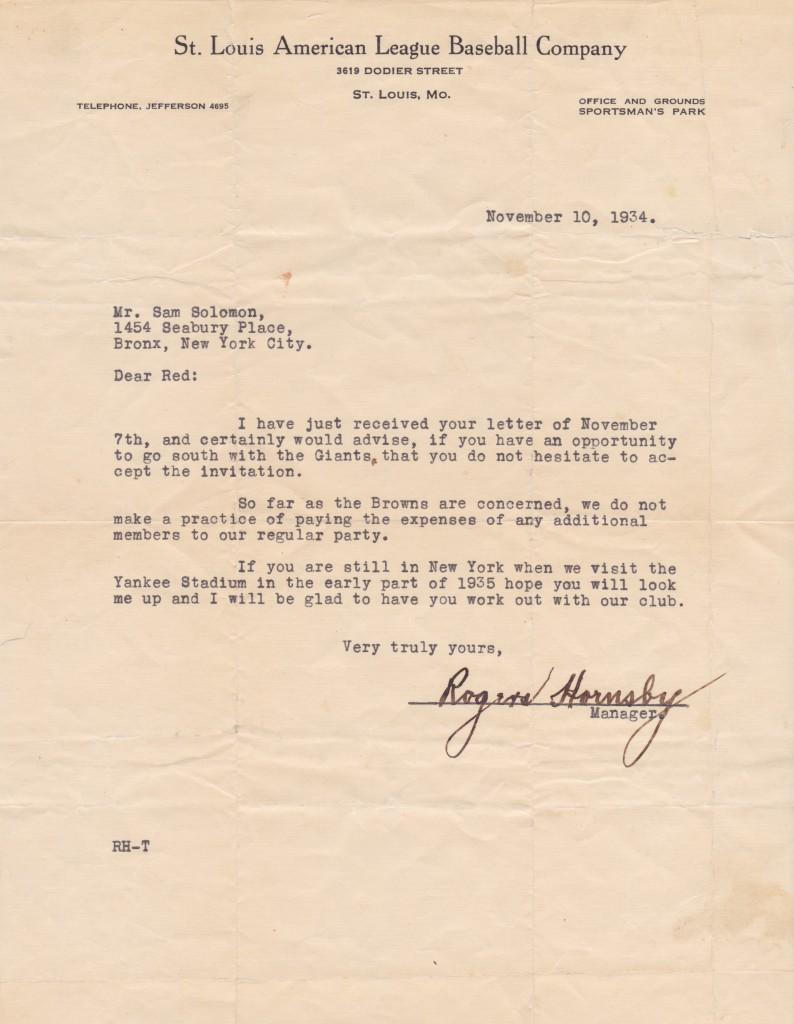 St. Louis American League Baseball Company
3619 DODIER STREET
ST. LOUIS, MO.
TELEPHONE, JEFFERSON 4695
OFFICE AND GROUNDS
SPORTSMAN'S PARK
November 10, 1934.
Mr. Sam Solomon,
1454 Seabury Place,
Bronx, New York City.
Dear Red:
I have just received your letter of November
7th, and certainly would advise, if you have an opportunity
to go south with the Giants, that you do not hesitate to ac-
cept the invitation.
So far as the Browns are concerned, we do not
make a practice of paying the expenses of any additional
members to our regular party.
If you are still in New York when we visit the
Yankee Stadium in the early part of 1935 hope you will look
me up and I will be glad to have you work out with our club.
Very truly yours,
Rogers Hornsby
Manager.
RH-T